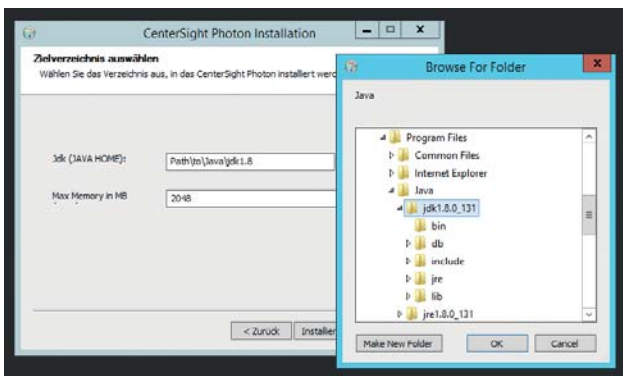 CenterSight Photon Installation
Zielverzeichnis auswählen
Wählen Sie das Verzeichnis aus, in das CenterSight Photon installiert werd
Jdk (JAVA HOME):
Path\to\Java\jdk1.8
Max Memory in MB
2048
< Zurück
Installier
Browse For Folder
Java
Program Files
Common Files
Internet Explorer
Java
jdk1.8.0_131
bin
db
include
jre
lib
jre1.8.0_131
Make New Folder
OK
Cancel